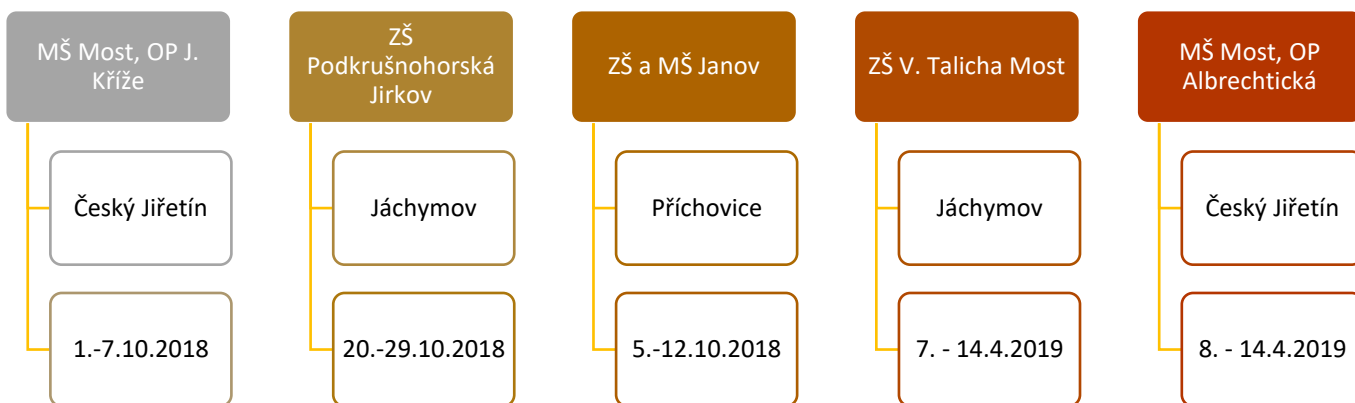 MŠ Most, OP J.
Kříže
Český Jiřetín
1.-7.10.2018
ZŠ
Podkrušnohorská
Jirkov
Jáchymov
20.-29.10.2018
ZŠ a MŠ Janov
Příchovice
5.-12.10.2018
ZŠ V. Talicha Most
Jáchymov
7. - 14.4.2019
MŠ Most, OP
Albrechtická
Český Jiřetín
8. - 14.4.2019